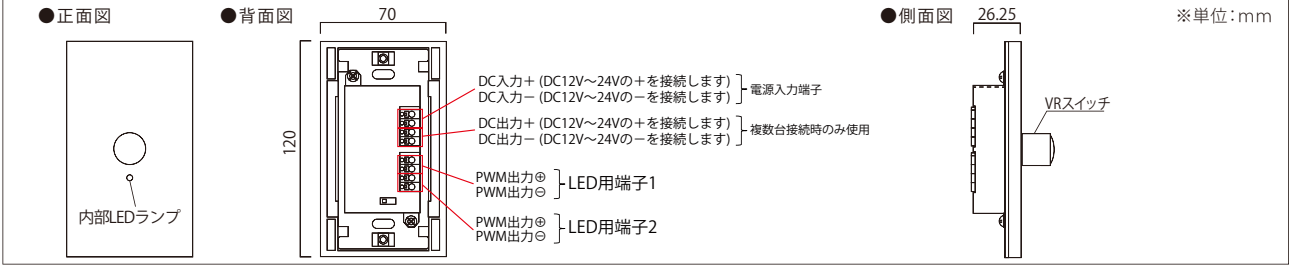 ●正面図
内部LEDランプ
●背面図
70
120
DC入力+ (DC12V～24Vの+を接続します)
DC入力− (DC12V～24Vの−を接続します)
電源入力端子
DC出力+ (DC12V～24Vの+を接続します)
DC出力− (DC12V～24Vの−を接続します)
複数台接続時のみ使用
PWM出力⊕
PWM出力⊖
LED用端子1
PWM出力⊕
PWM出力⊖
LED用端子2
●側面図
26.25
VRスイッチ
※単位：mm